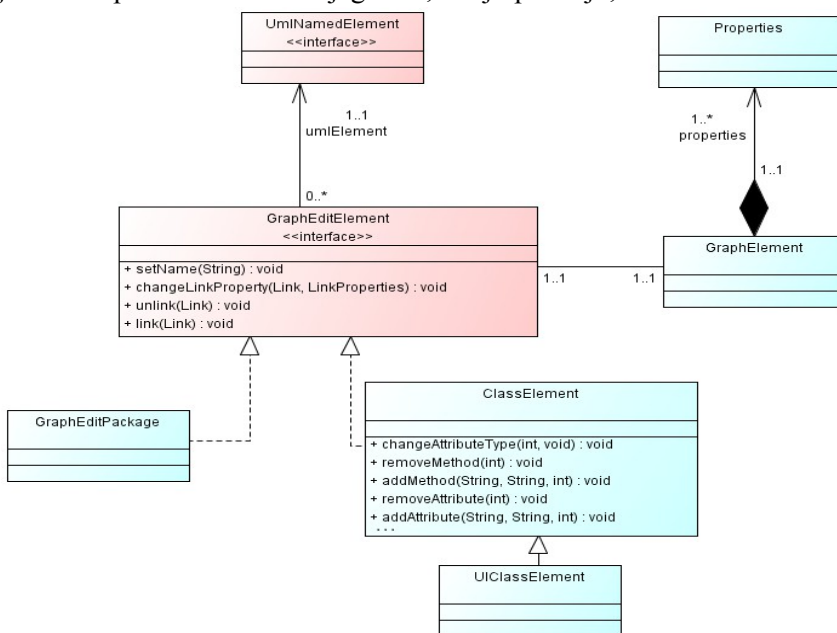 UmlNamedElement
<<interface>>
Properties
1..1
umlElement
1..*
properties
1..1
0..*
GraphEditElement
<<interface>>
+ setName(String) : void
+ changeLinkProperty(Link, LinkProperties) : void
+ unlink(Link) : void
+ link(Link) : void
GraphElement
1..1
1..1
ClassElement
+ changeAttributeType(int, void) : void
+ removeMethod(int) : void
+ addMethod(String, String, int) : void
+ removeAttribute(int) : void
+ addAttribute(String, String, int) : void
...
GraphEditPackage
UIClassElement